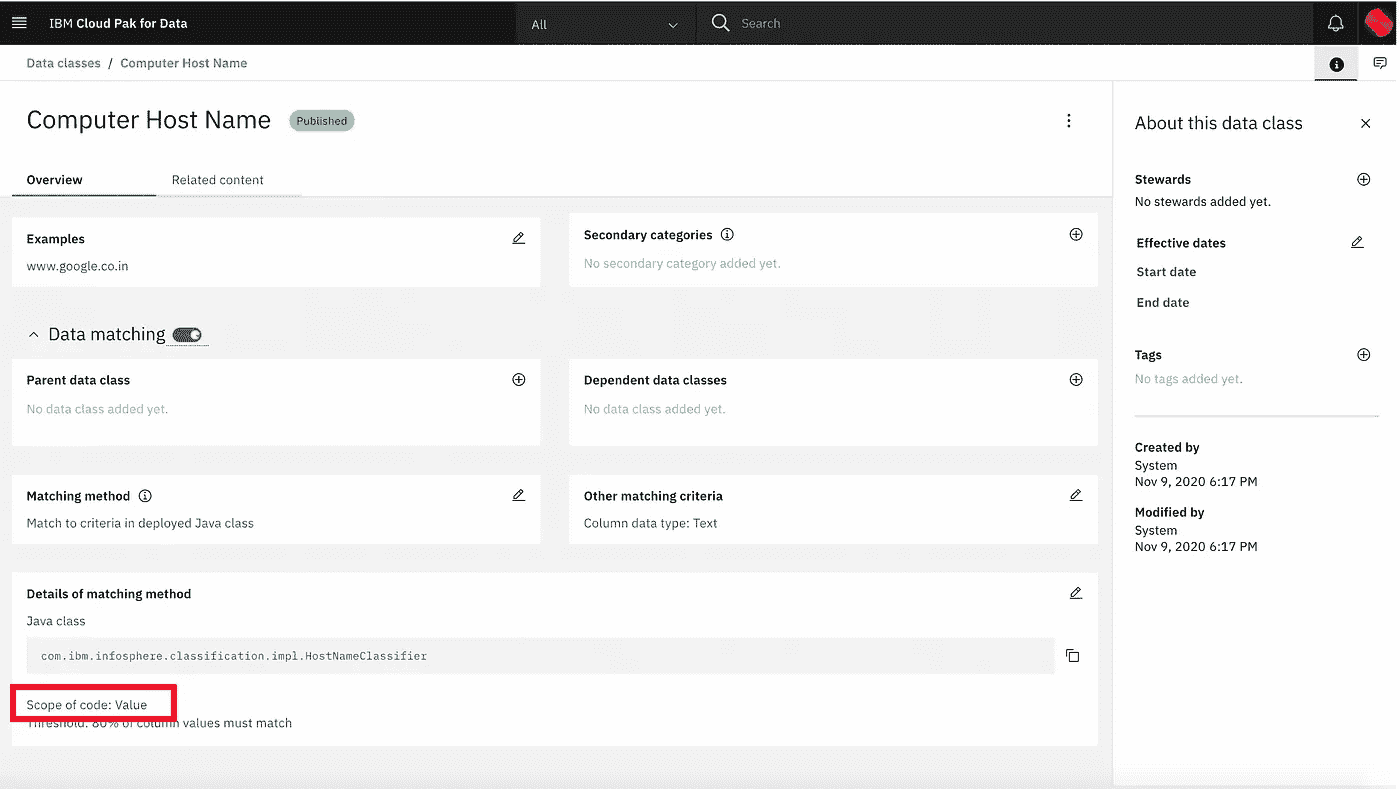 IBM Cloud Pak for Data
All
Search
Data classes / Computer Host Name
Computer Host Name
Published
Overview
Related content
Examples
www.google.co.in
Secondary categories
No secondary category added yet.
Data matching
Parent data class
No data class added yet.
Dependent data classes
No data class added yet.
Matching method
Match to criteria in deployed Java class
Other matching criteria
Column data type: Text
Details of matching method
Java class
com.ibm.infosphere.classification.impl.HostNameClassifier
Scope of code: Value
Threshold: 80% of column values must match
About this data class
Stewards
No stewards added yet.
Effective dates
Start date
End date
Tags
No tags added yet.
Created by
System
Nov 9, 2020 6:17 PM
Modified by
System
Nov 9, 2020 6:17 PM